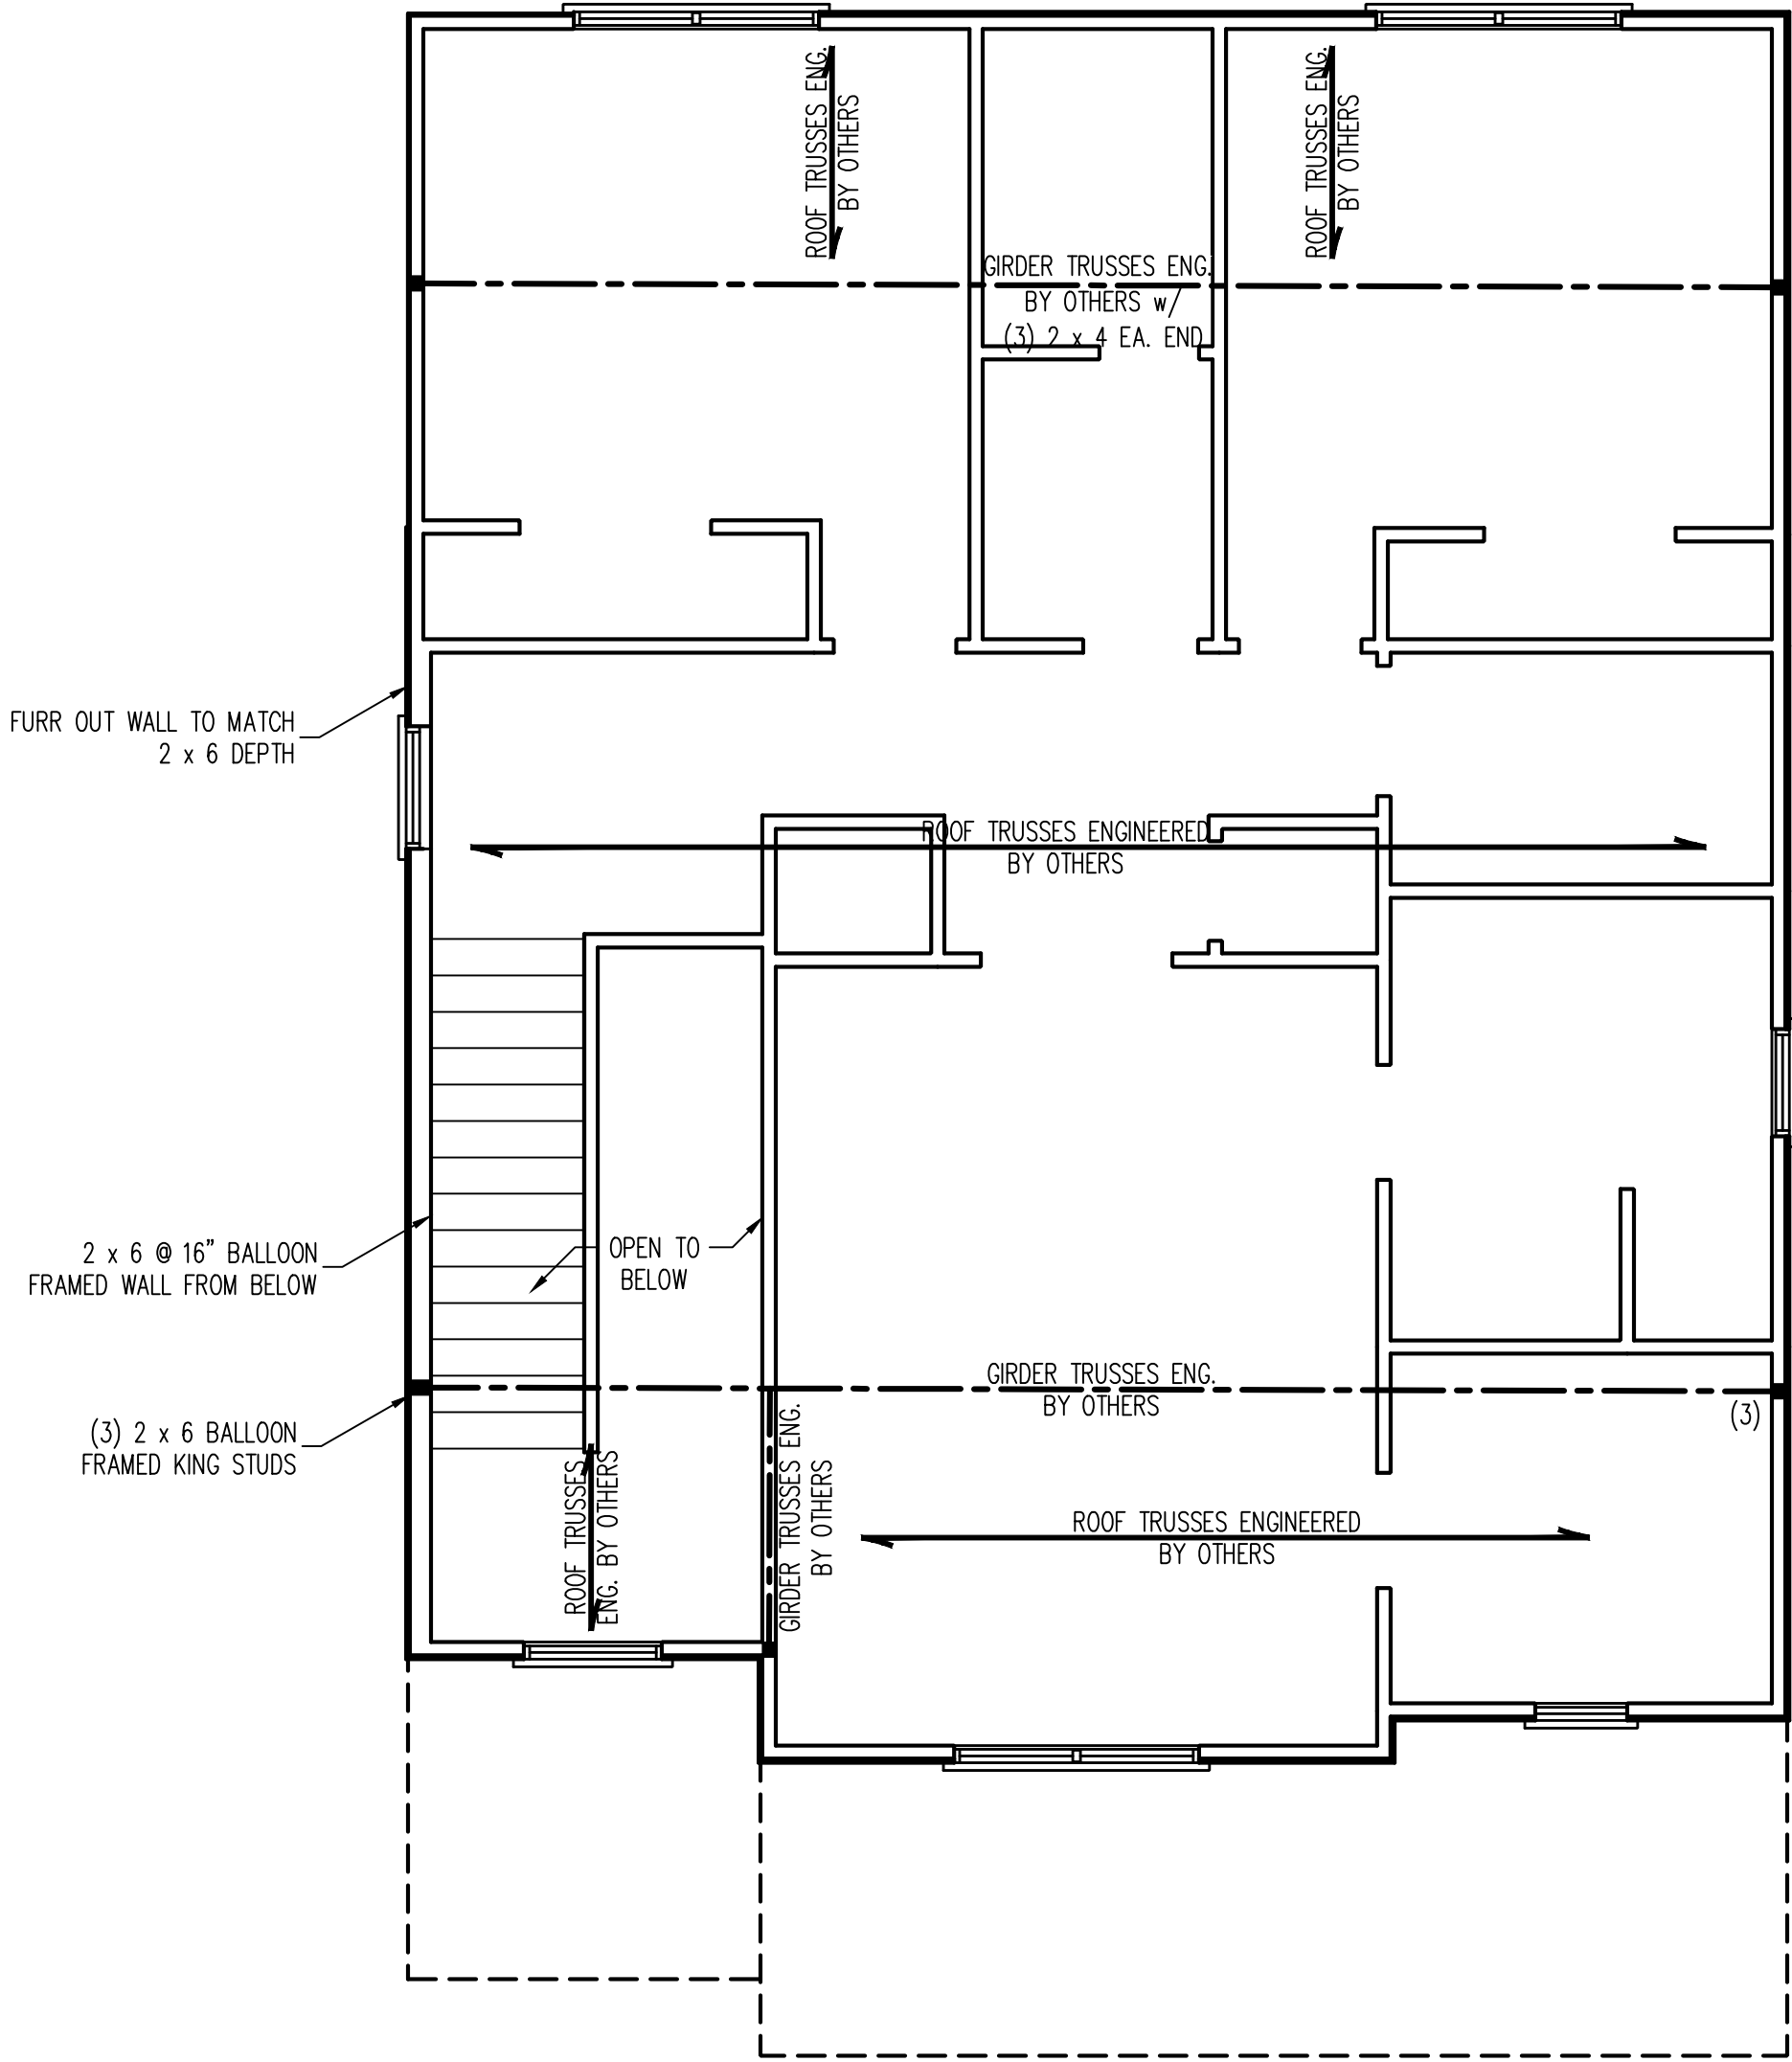 ROOF TRUSSES ENG.
BY OTHERS
ROOF TRUSSES ENG.
BY OTHERS
GIRDER TRUSSES ENG.
BY OTHERS w/
(3) 2 x 4 EA. END
FURR OUT WALL TO MATCH
2 x 6 DEPTH
ROOF TRUSSES ENGINEERED
BY OTHERS
2 x 6 @ 16" BALLOON
FRAMED WALL FROM BELOW
OPEN TO
BELOW
GIRDER TRUSSES ENG.
BY OTHERS
(3)
(3) 2 x 6 BALLOON
FRAMED KING STUDS
ROOF TRUSSES
ENG. BY OTHERS
GIRDER TRUSSES ENG.
BY OTHERS
ROOF TRUSSES ENGINEERED
BY OTHERS